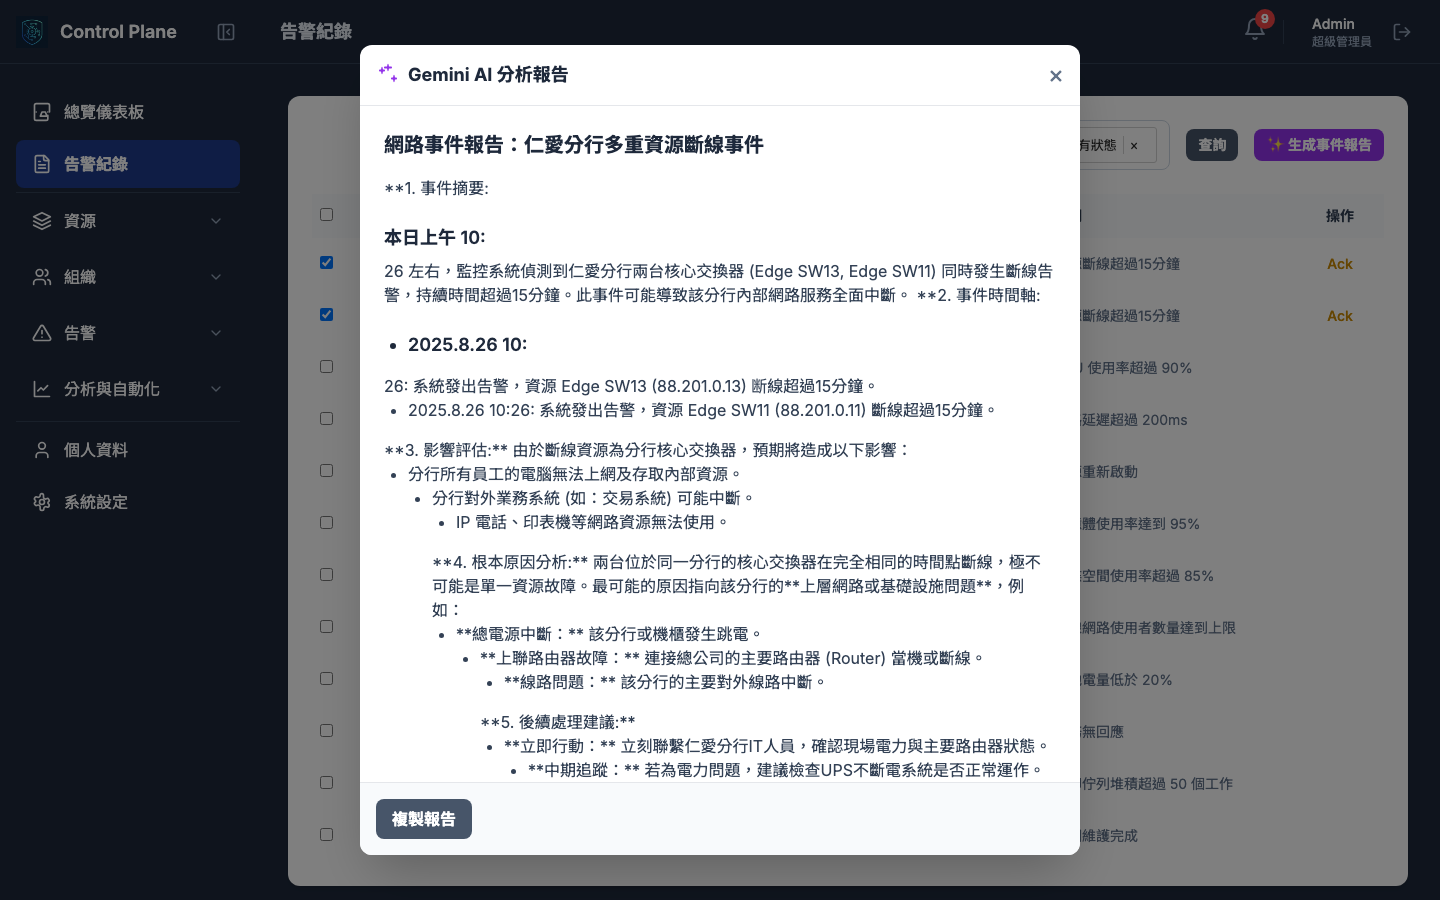 Control Plane
告警紀錄
9
Admin
超級管理員
總覽儀表板
告警紀錄
資源
組織
告警
分析與自動化
個人資料
系統設定
有狀態 ×
查詢
生成事件報告
操作
斷線超過15分鐘
Ack
斷線超過15分鐘
Ack
使用率超過 90%
延遲超過 200ms
重新啟動
體使用率達到 95%
空間使用率超過 85%
網路使用者數量達到上限
電量低於 20%
無回應
佇列堆積超過 50 個工作
維護完成
Gemini AI 分析報告
×
網路事件報告：仁愛分行多重資源斷線事件
**1. 事件摘要:
本日上午 10:
26 左右，監控系統偵測到仁愛分行兩台核心交換器 (Edge SW13, Edge SW11) 同時發生斷線告
警，持續時間超過15分鐘。此事件可能導致該分行內部網路服務全面中斷。 **2. 事件時間軸:
• 2025.8.26 10:
26: 系統發出告警，資源 Edge SW13 (88.201.0.13) 断線超過15分鐘。
• 2025.8.26 10:26: 系統發出告警，資源 Edge SW11 (88.201.0.11) 斷線超過15分鐘。
**3. 影響評估:** 由於斷線資源為分行核心交換器，預期將造成以下影響：
• 分行所有員工的電腦無法上網及存取內部資源。
• 分行對外業務系統 (如：交易系統) 可能中斷。
• IP 電話、印表機等網路資源無法使用。
**4. 根本原因分析:** 兩台位於同一分行的核心交換器在完全相同的時間點斷線，極不
可能是單一資源故障。最可能的原因指向該分行的**上層網路或基礎設施問題**，例
如：
• **總電源中斷：** 該分行或機櫃發生跳電。
• **上聯路由器故障：** 連接總公司的主要路由器 (Router) 當機或斷線。
• **線路問題：** 該分行的主要對外線路中斷。
**5. 後續處理建議:**
• **立即行動：** 立刻聯繫仁愛分行IT人員，確認現場電力與主要路由器狀態。
• **中期追蹤：** 若為電力問題，建議檢查UPS不斷電系統是否正常運作。
複製報告